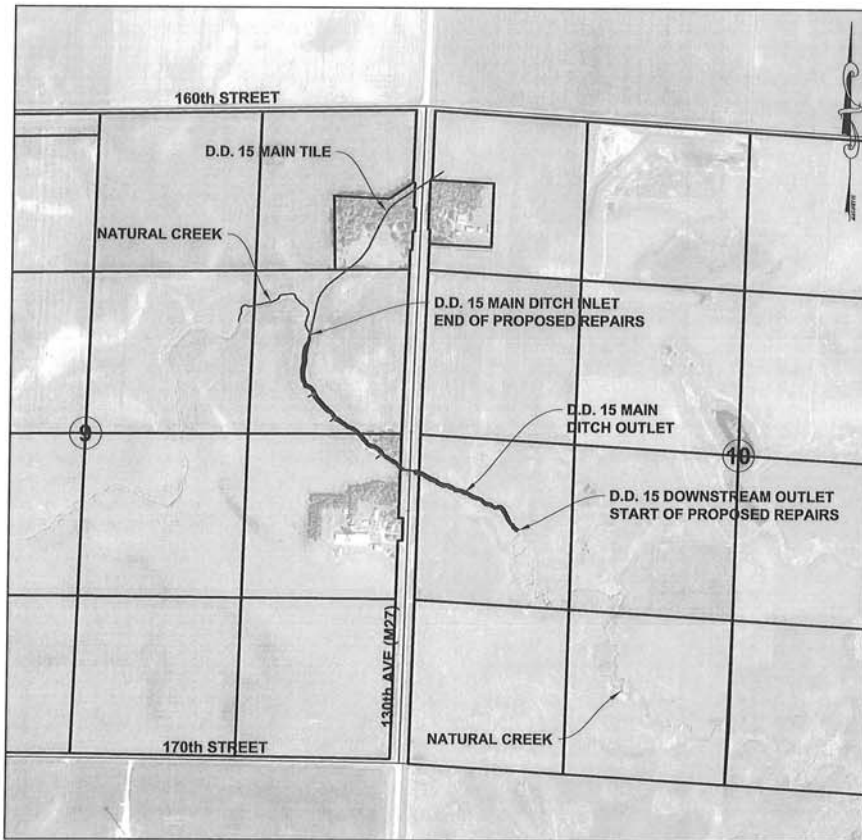 160th STREET
D.D. 15 MAIN TILE
NATURAL CREEK
D.D. 15 MAIN DITCH INLET
END OF PROPOSED REPAIRS
D.D. 15 MAIN
DITCH OUTLET
9
10
D.D. 15 DOWNSTREAM OUTLET
START OF PROPOSED REPAIRS
130th AVE (M27)
NATURAL CREEK
170th STREET